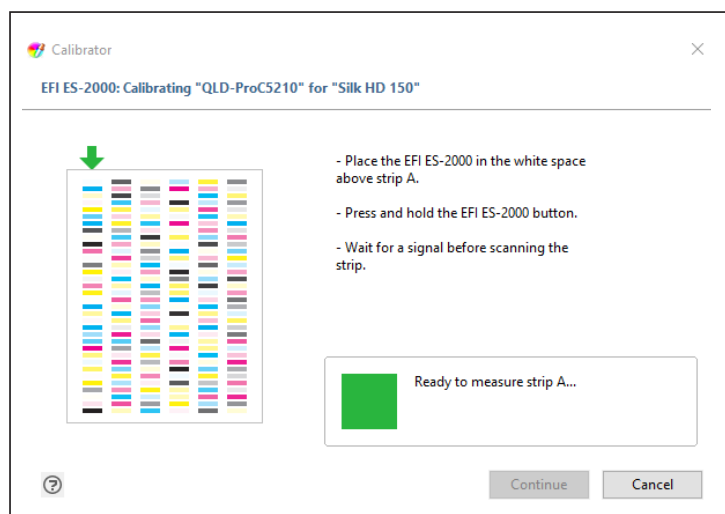 Calibrator
EFI ES-2000: Calibrating "QLD-ProC5210" for "Silk HD 150"
- Place the EFI ES-2000 in the white space
above strip A.
- Press and hold the EFI ES-2000 button.
- Wait for a signal before scanning the
strip.
Ready to measure strip A...
?
Continue
Cancel